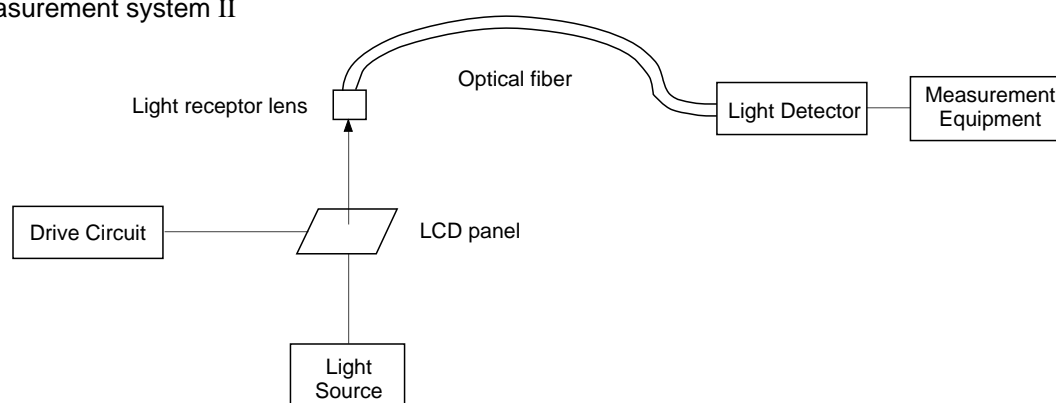 asurement system II
Optical fiber
Light receptor lens
Light Detector
Measurement
Equipment
Drive Circuit
LCD panel
Light
Source